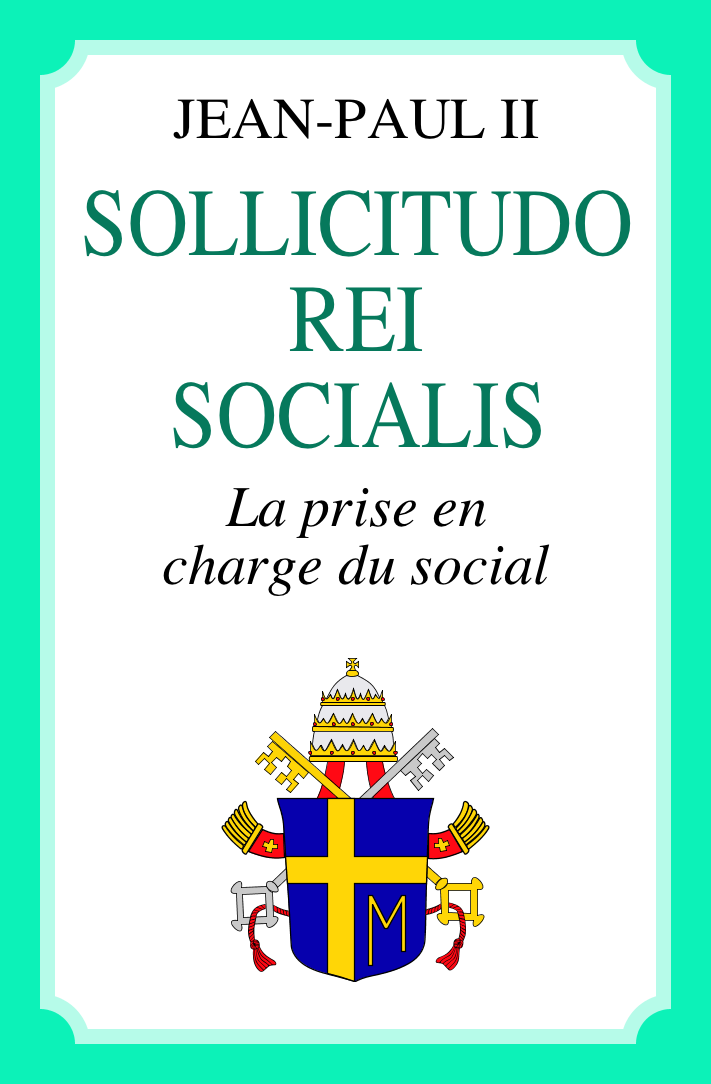 JEAN-PAUL II
SOLLICITUDO
REI
SOCIALIS
La prise en
charge du social
M